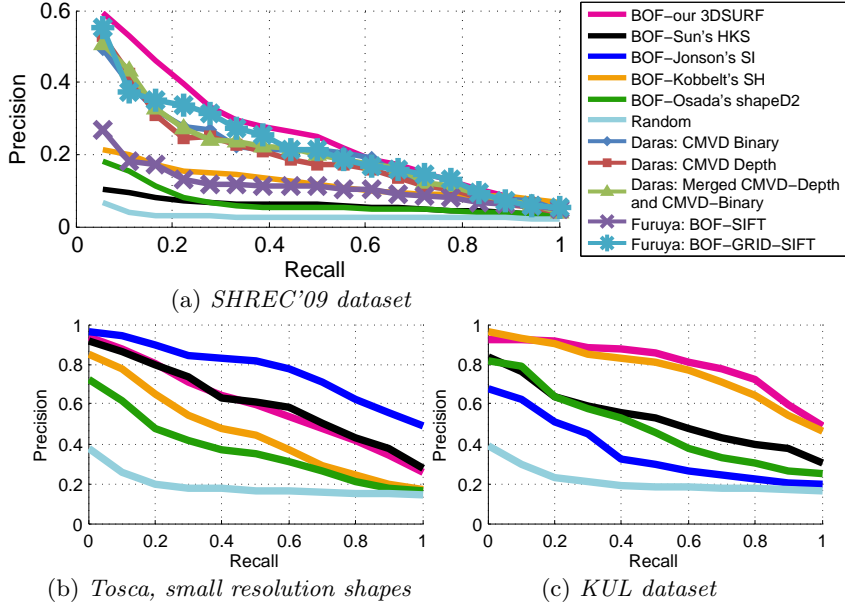 0.6
0.4
0.2
0
Precision
0
0.2
0.4
0.6
0.8
1
Recall
BOF−our 3DSURF
BOF−Sun's HKS
BOF−Jonson's SI
BOF−Kobbelt's SH
BOF−Osada's shapeD2
Random
Daras: CMVD Binary
Daras: CMVD Depth
Daras: Merged CMVD−Depth
and CMVD−Binary
Furuya: BOF−SIFT
Furuya: BOF−GRID−SIFT
(a) SHREC'09 dataset
1
0.8
0.6
0.4
0.2
0
Precision
0
0.2
0.4
0.6
0.8
1
Recall
(b) Tosca, small resolution shapes
1
0.8
0.6
0.4
0.2
0
Precision
0
0.2
0.4
0.6
0.8
1
Recall
(c) KUL dataset